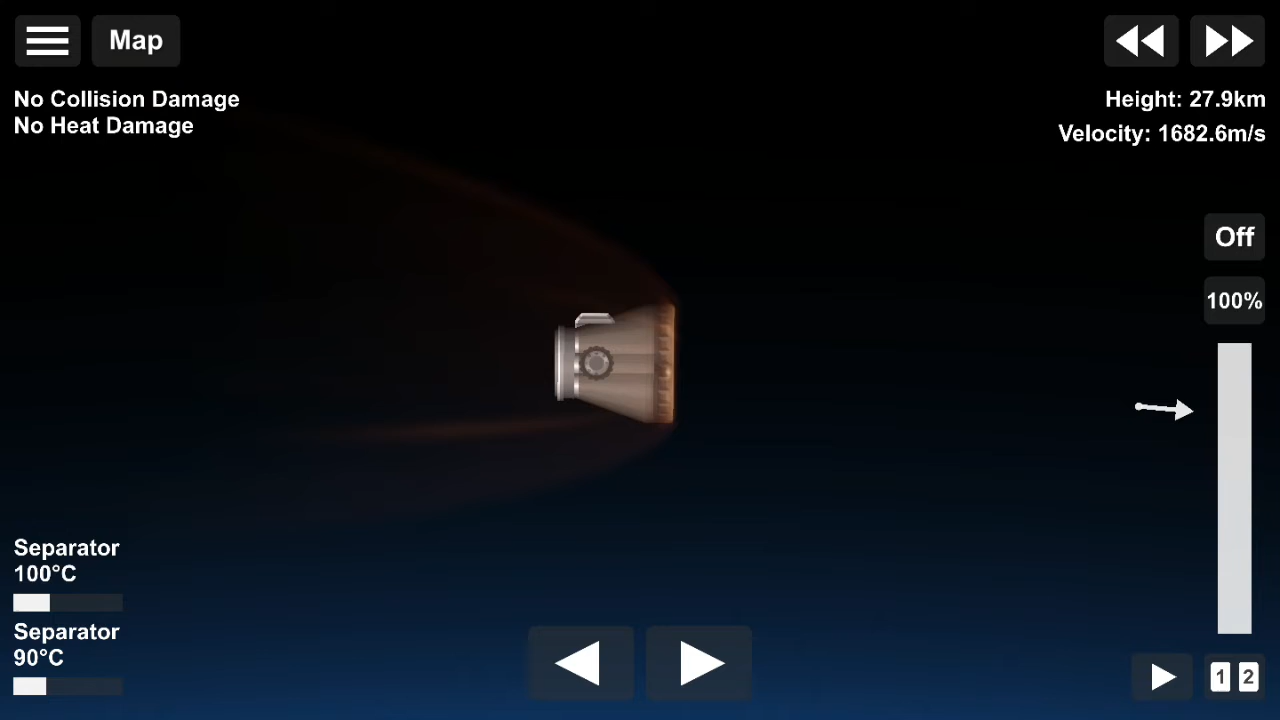 Map
No Collision Damage
No Heat Damage
Height: 27.9km
Velocity: 1682.6m/s
Off
100%
Separator
100°C
Separator
90°C
1 2